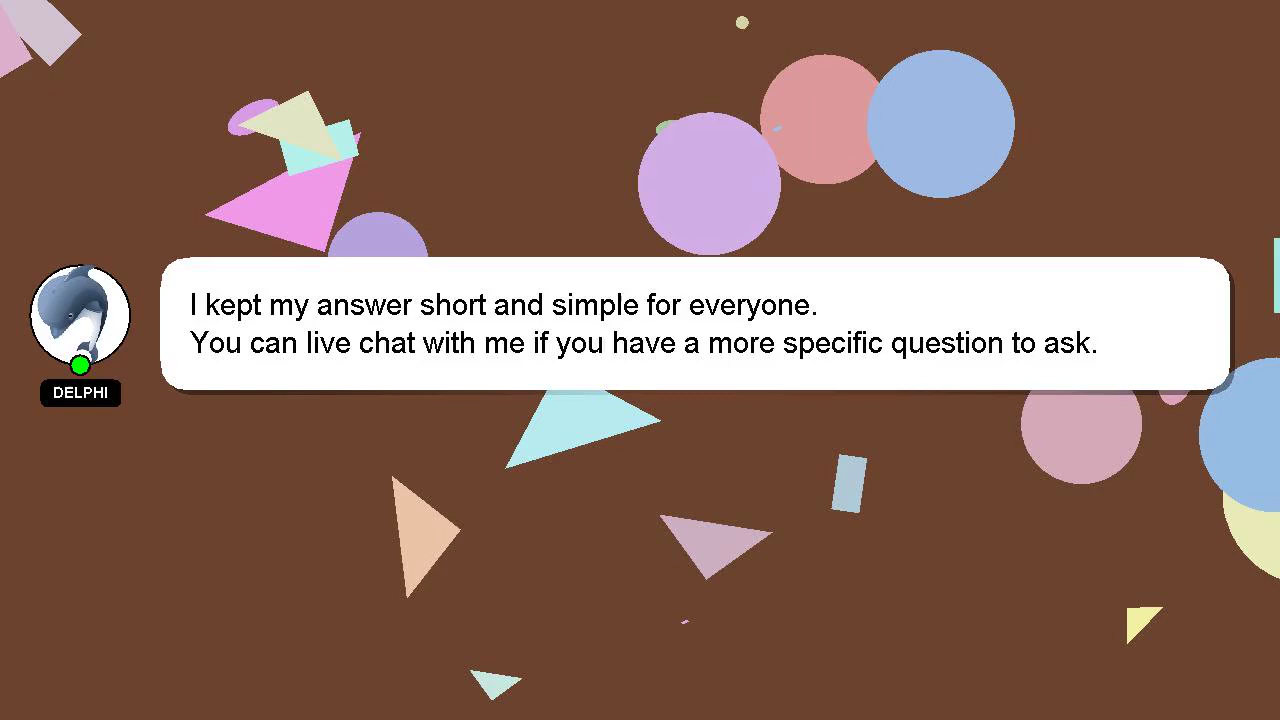 I kept my answer short and simple for everyone.
You can live chat with me if you have a more specific question to ask.
DELPHI